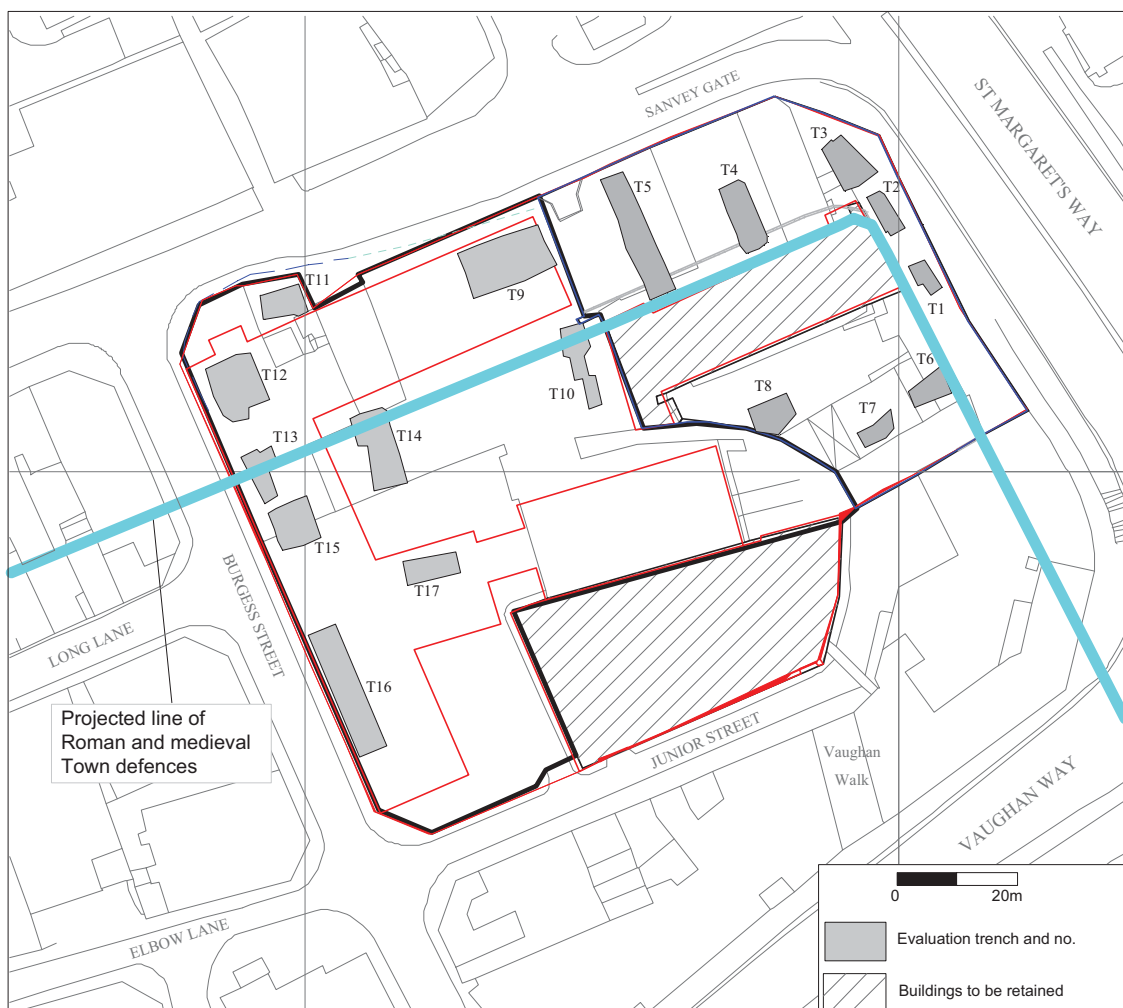 SANVEY GATE
ST MARGARET'S WAY
T3
T2
T4
T5
T11
T9
T1
T12
T10
T6
T8
T7
T13
T14
T15
T17
BURGESS STREET
LONG LANE
T16
Projected line of
Roman and medieval
Town defences
JUNIOR STREET
Vaughan
Walk
VAUGHAN WAY
ELBOW LANE
0 20m
Evaluation trench and no.
Buildings to be retained